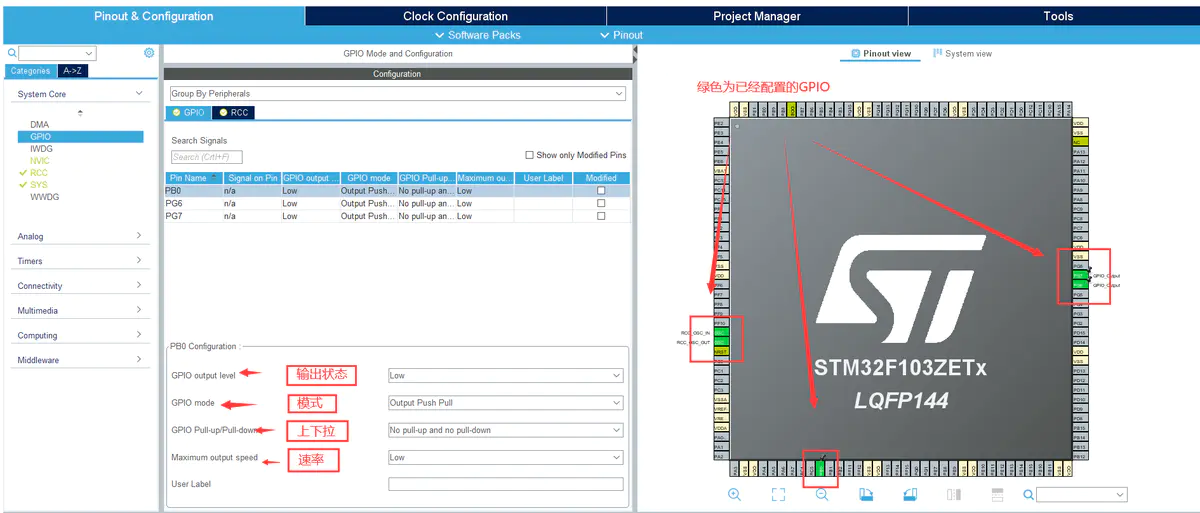 Pinout & Configuration
Clock Configuration
Project Manager
Tools
Software Packs
Pinout
Categories
A->Z
System Core
DMA
GPIO
IWDG
NVIC
RCC
SYS
WWDG
Analog
Timers
Connectivity
Multimedia
Computing
Middleware
GPIO Mode and Configuration
Configuration
Group By Peripherals
GPIO
RCC
Search Signals
Search (Crtl+F)
Show only Modified Pins
Pin Name Signal on Pin GPIO output ... GPIO mode GPIO Pull-up... Maximum ou... User Label Modified
PB0 n/a Low Output Push... No pull-up an... Low
PG6 n/a Low Output Push... No pull-up an... Low
PG7 n/a Low Output Push... No pull-up an... Low
PB0 Configuration :
GPIO output level 输出状态 Low
GPIO mode 模式 Output Push Pull
GPIO Pull-up/Pull-down 上下拉 No pull-up and no pull-down
Maximum output speed 速率 Low
User Label
Pinout view
System view
绿色为已经配置的GPIO
RCC_OSC_IN
RCC_OSC_OUT
GPIO_Output
GPIO_Output
STM32F103ZETx
LQFP144